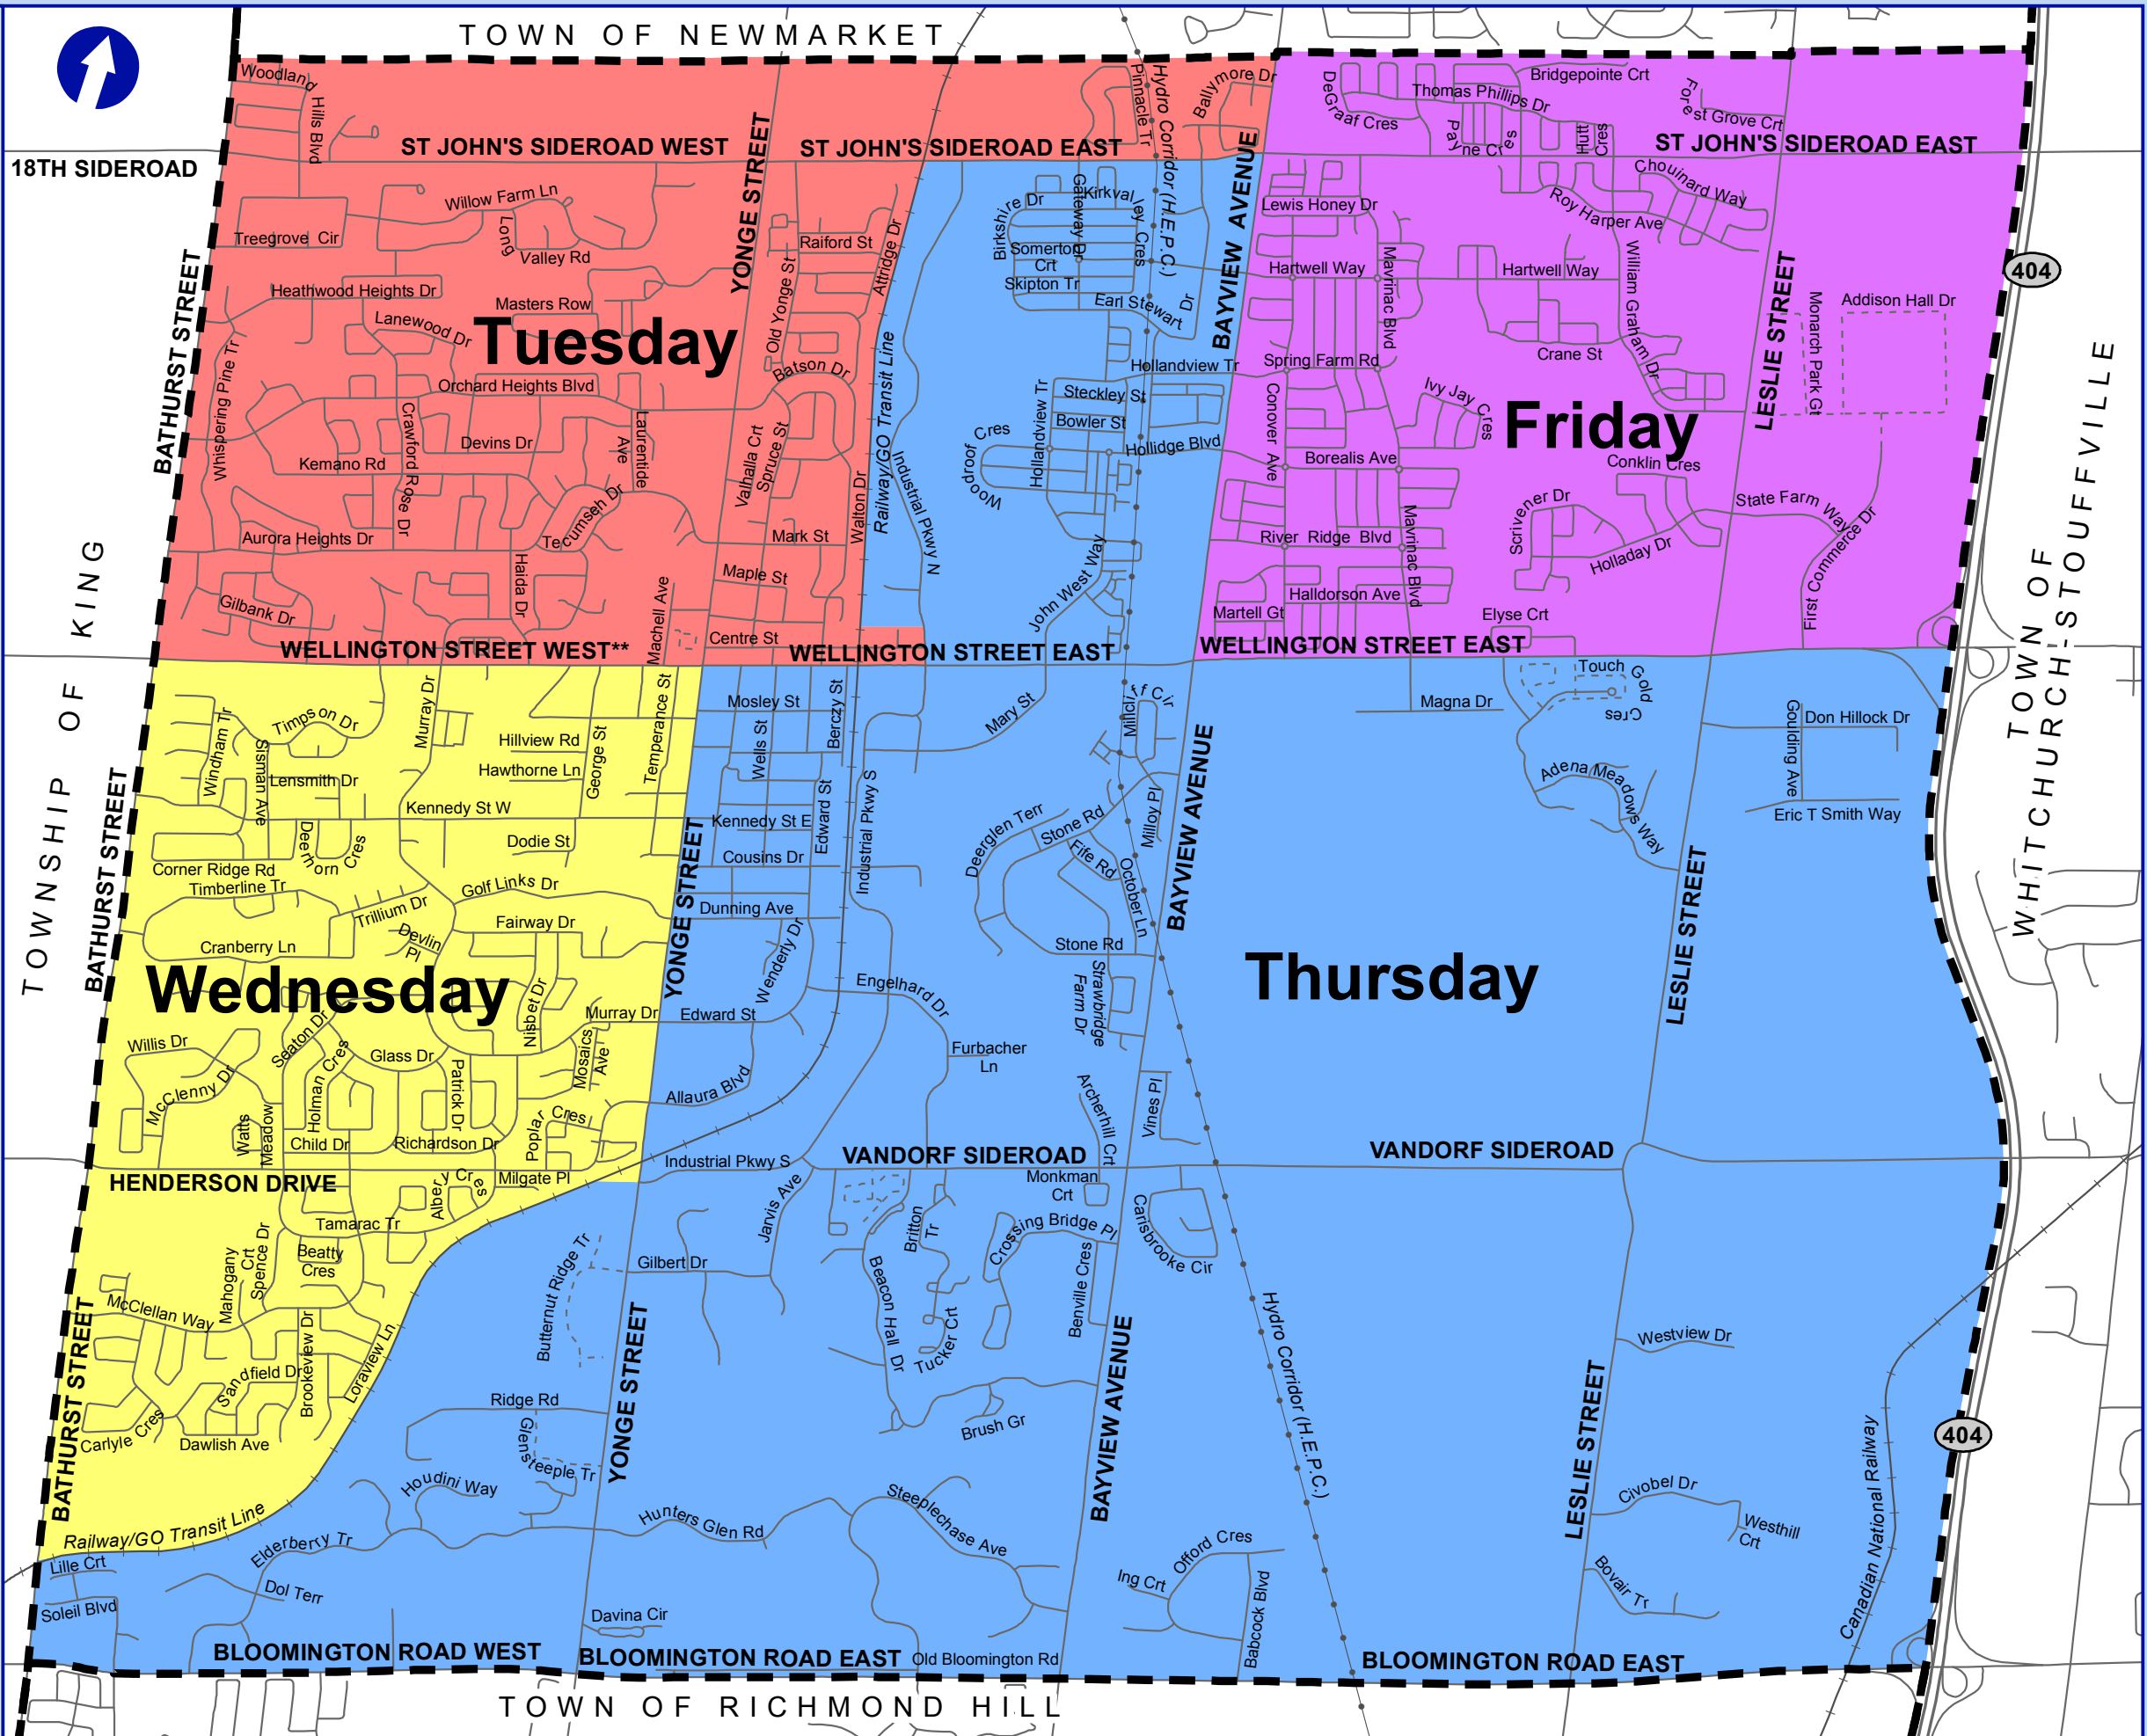 TOWN OF NEWMARKET
Woodland
Hills Blvd
ST JOHN'S SIDEROAD WEST
YONGE STREET
ST JOHN'S SIDEROAD EAST
Pinnacle Tr
Hydro Corridor (H.E.P.C.)
Ballymore Dr
BAYVIEW AVENUE
DeGraaf Cres
Thomas Phillips Dr
Bridgepointe Crt
Forest Grove Crt
Payne Cres
Hutt
Cres
ST JOHN'S SIDEROAD EAST
18TH SIDEROAD
Willow Farm Ln
Long
Valley Rd
Treegrove Cir
Raiford St
Attridge Dr
Birkshire Dr
Gateway Dr
Kirkvalley Cres
Somerton
Crt
Skipton Tr
Earl Stewart
Dr
Lewis Honey Dr
Chouinard Way
Roy Harper Ave
Hartwell Way
Mavrinac Blvd
Hartwell Way
William Graham Dr
LESLIE STREET
404
Monarch Park Gt
Addison Hall Dr
BATHURST STREET
Heathwood Heights Dr
Masters Row
Lanewood Dr
Tuesday
Old Yonge St
Batson Dr
Railway/GO Transit Line
Whispering Pine Tr
Orchard Heights Blvd
Crawford Rose Dr
Devins Dr
Laurentide
Ave
Kemano Rd
Valhalla Crt
Spruce St
Walton Dr
Industrial Pkwy N
Hollandview Tr
Steckley St
Hollandview Tr
Bowler St
Hollidge Blvd
Woodroof
Cres
Spring Farm Rd
Crane St
Conover Ave
Ivy Jay Cres
Friday
Borealis Ave
Conklin Cres
Scrivener Dr
State Farm Way
Holladay Dr
First Commerce Dr
River Ridge Blvd
Mavrinac Blvd
Halldorson Ave
Martell Gt
Elyse Crt
Aurora Heights Dr
Tecumseh Dr
Haida Dr
Mark St
Maple St
Machell Ave
Gilbank Dr
Centre St
John West Way
WELLINGTON STREET WEST**
WELLINGTON STREET EAST
WELLINGTON STREET EAST
TOWNSHIP OF KING
TOWN OF
WHITCHURCH-STOUFFVILLE
Windham Tr
Timpson Dr
Murray Dr
Sisman Ave
Lensmith Dr
Hillview Rd
Hawthorne Ln
George St
Temperance St
Kennedy St W
Dodie St
Deerhorn
Cres
Corner Ridge Rd
Timberline Tr
Trillium Dr
Golf Links Dr
Fairway Dr
Devlin
Pl
Cranberry Ln
BATHURST STREET
Wednesday
YONGE STREET
Mosley St
Wells St
Berczy St
Kennedy St E
Edward St
Cousins Dr
Industrial Pkwy S
Dunning Ave
Wenderly Dr
Edward St
Mary St
Deerglen Terr
Stone Rd
Fife Rd
October Ln
Milloy Pl
BAYVIEW AVENUE
Stone Rd
Strawbridge
Farm Dr
Engelhard Dr
Furbacher
Ln
Magna Dr
Touch
Gold
Cres
Goulding Ave
Don Hillock Dr
Eric T Smith Way
Adena Meadows Way
LESLIE STREET
Thursday
Willis Dr
McClenny Dr
Seaton Dr
Holman Cres
Glass Dr
Patrick Dr
Nisbet Dr
Murray Dr
Mosaics
Ave
Watts
Meadow
Child Dr
Richardson Dr
Poplar
Cres
Allaura Blvd
Archerhill Crt
Vines Pl
HENDERSON DRIVE
Milgate Pl
Albery Cres
Industrial Pkwy S
VANDORF SIDEROAD
VANDORF SIDEROAD
Monkman
Crt
Jarvis Ave
Tamarac Tr
Beatty
Cres
Spence Dr
Mahogany
Crt
McClellan Way
Brookeview Dr
Loraview Ln
Sandfield Dr
Carlyle Cres
Dawlish Ave
BATHURST STREET
Railway/GO Transit Line
Butternut Ridge Tr
Gilbert Dr
YONGE STREET
Ridge Rd
Glensteeple Tr
Houdini Way
Britton
Tr
Crossing Bridge Pl
Beacon Hall Dr
Tucker Crt
Benville Cres
Carisbrooke Cir
Brush Gr
BAYVIEW AVENUE
Hydro Corridor (H.E.P.C.)
Westview Dr
LESLIE STREET
Civobel Dr
Westhill
Crt
Bovair Tr
Canadian National Railway
404
Lille Crt
Soleil Blvd
Elderberry Tr
Dol Terr
Hunters Glen Rd
Steeplechase Ave
Davina Cir
Ing Crt
Offord Cres
Babcock Blvd
BLOOMINGTON ROAD WEST
BLOOMINGTON ROAD EAST
Old Bloomington Rd
BLOOMINGTON ROAD EAST
TOWN OF RICHMOND HILL